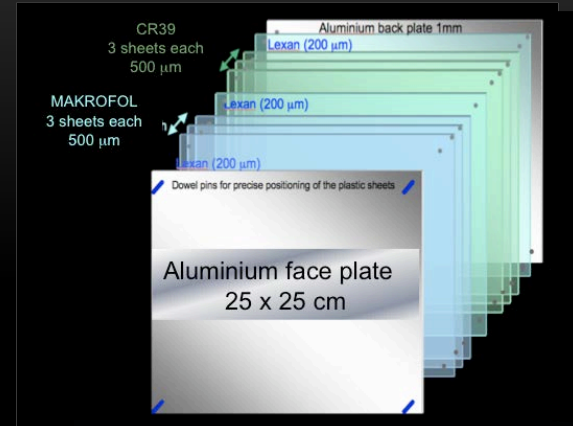 CR39
3 sheets each
500 μm
Aluminium back plate 1mm
Lexan (200 μm)
MAKROFOL
3 sheets each
500 μm
Lexan (200 μm)
Lexan (200 μm)
Dowel pins for precise positioning of the plastic sheets
Aluminium face plate
25 x 25 cm